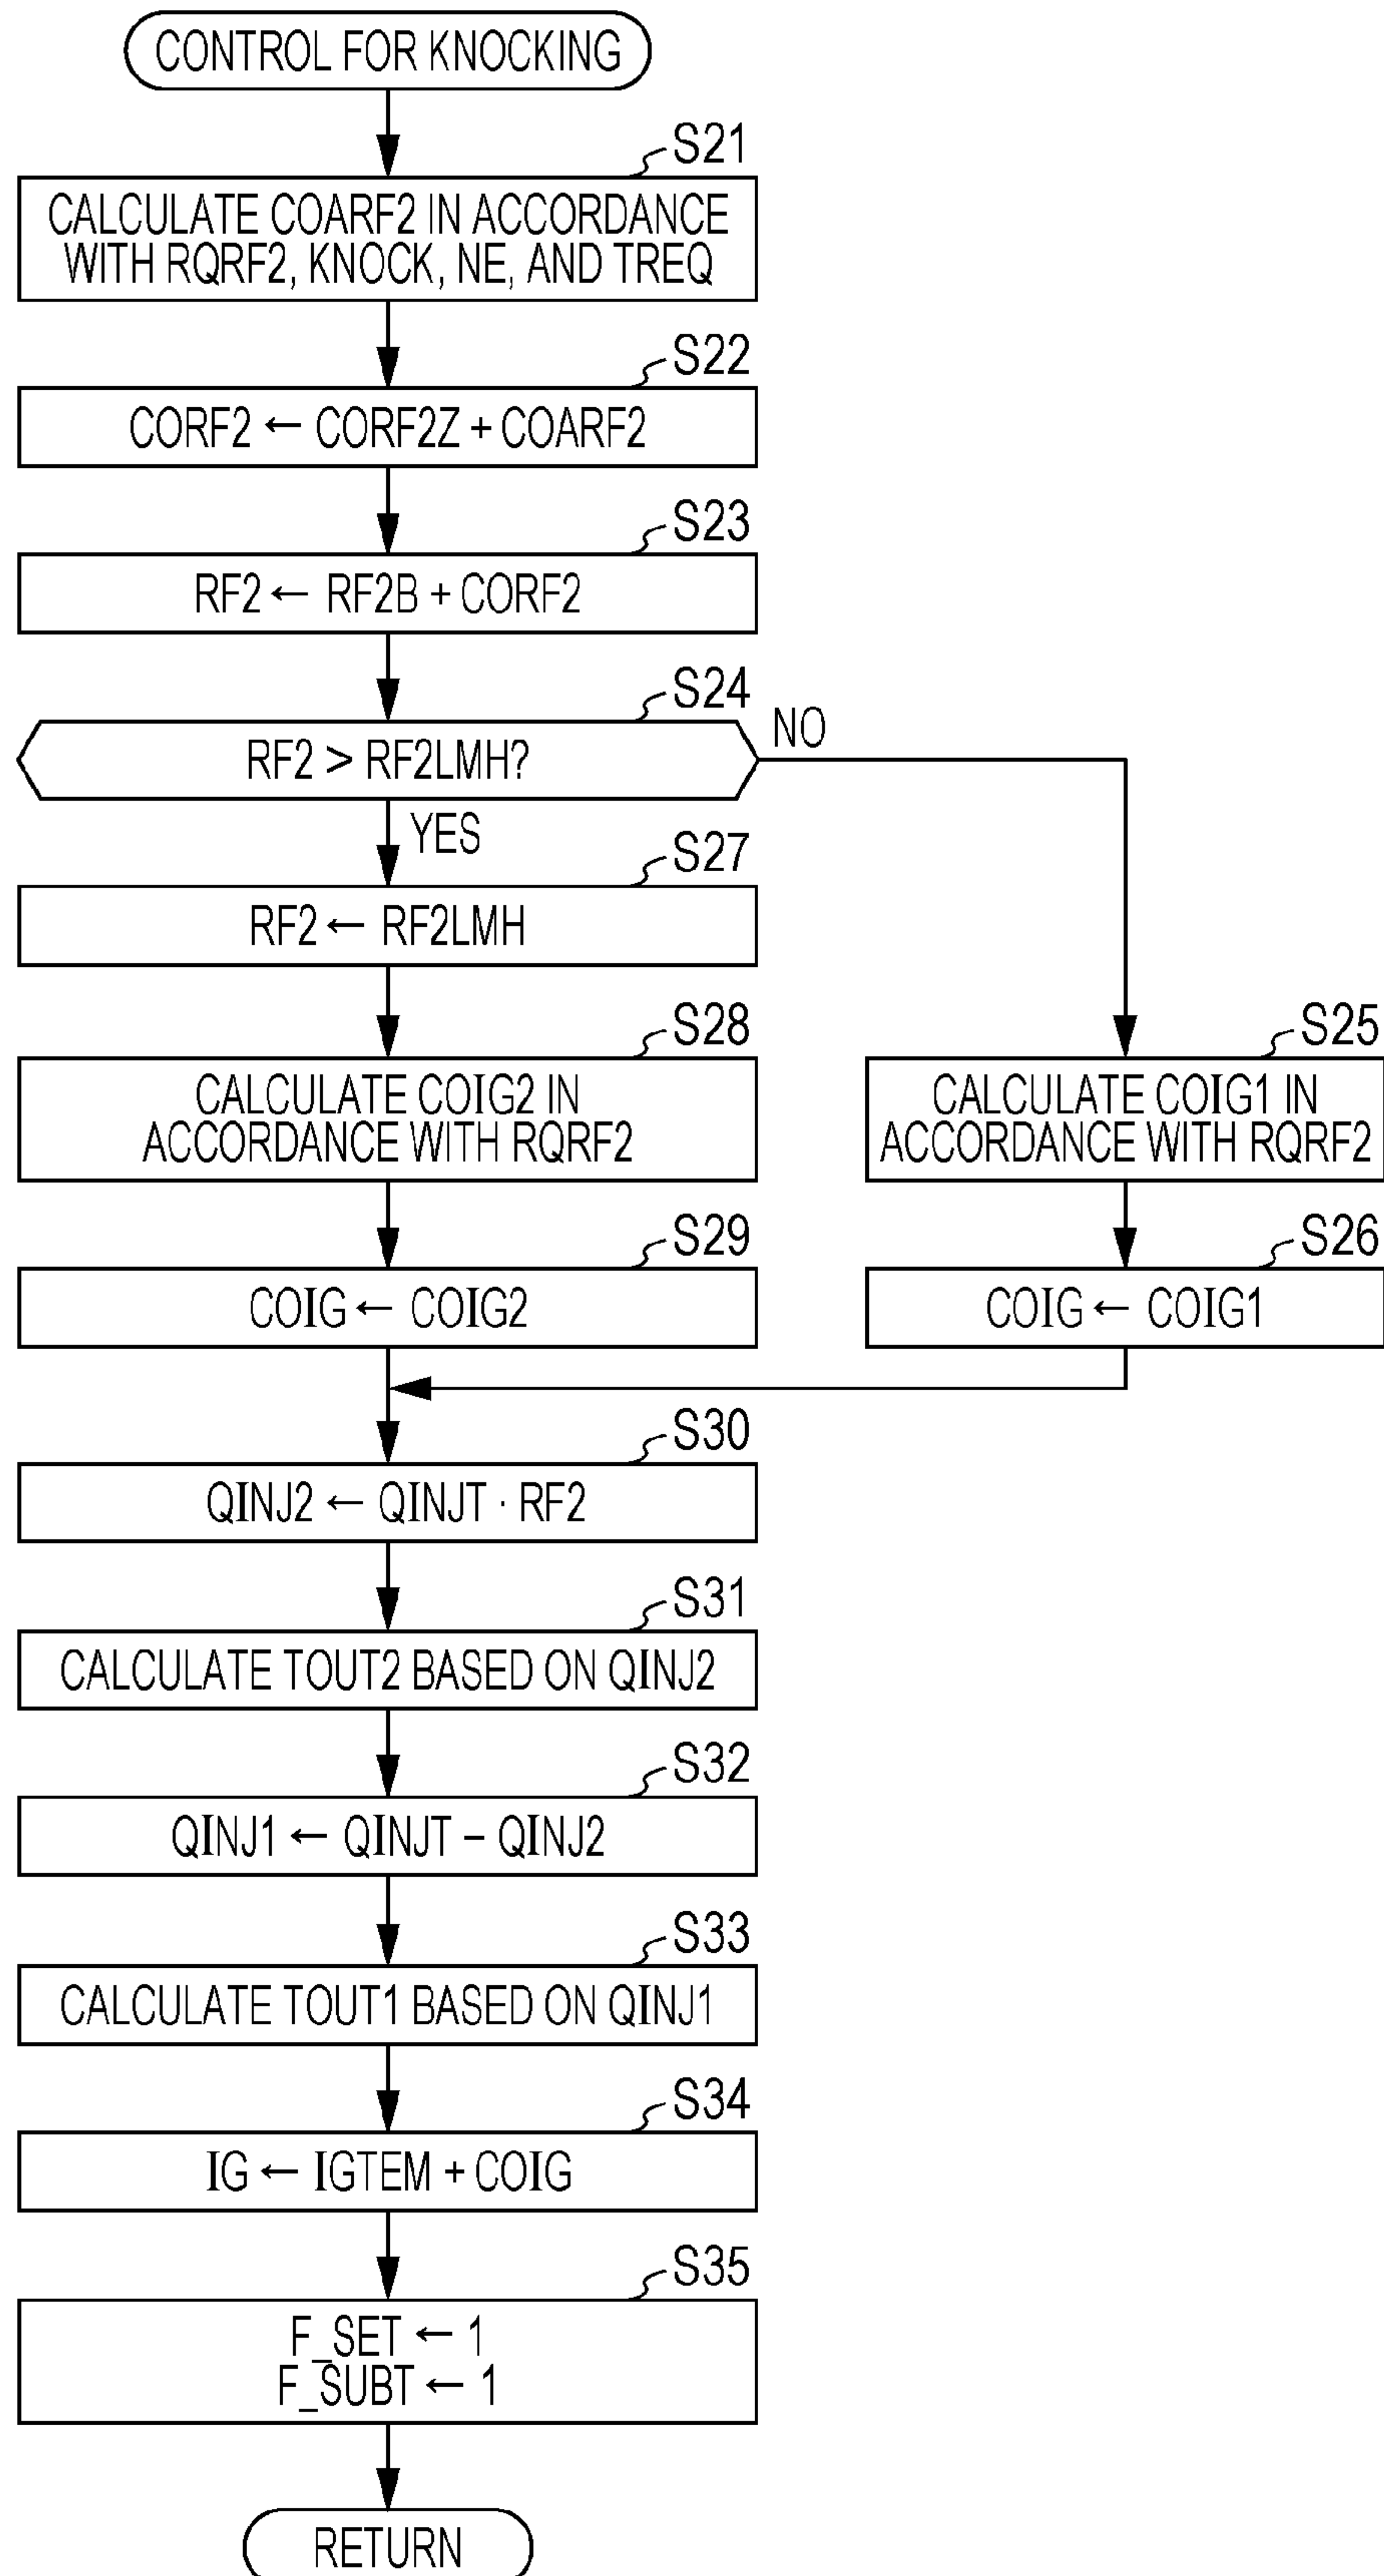 CONTROL FOR KNOCKING
S21
CALCULATE COARF2 IN ACCORDANCE
WITH RQRF2, KNOCK, NE, AND TREQ
S22
CORF2 ← CORF2Z + COARF2
S23
RF2 ← RF2B + CORF2
S24
RF2 > RF2LMH?
NO
YES
S27
RF2 ← RF2LMH
S28
CALCULATE COIG2 IN
ACCORDANCE WITH RQRF2
S29
COIG ← COIG2
S25
CALCULATE COIG1 IN
ACCORDANCE WITH RQRF2
S26
COIG ← COIG1
S30
QINJ2 ← QINJT · RF2
S31
CALCULATE TOUT2 BASED ON QINJ2
S32
QINJ1 ← QINJT – QINJ2
S33
CALCULATE TOUT1 BASED ON QINJ1
S34
IG ← IGTEM + COIG
S35
F_SET ← 1
F_SUBT ← 1
RETURN